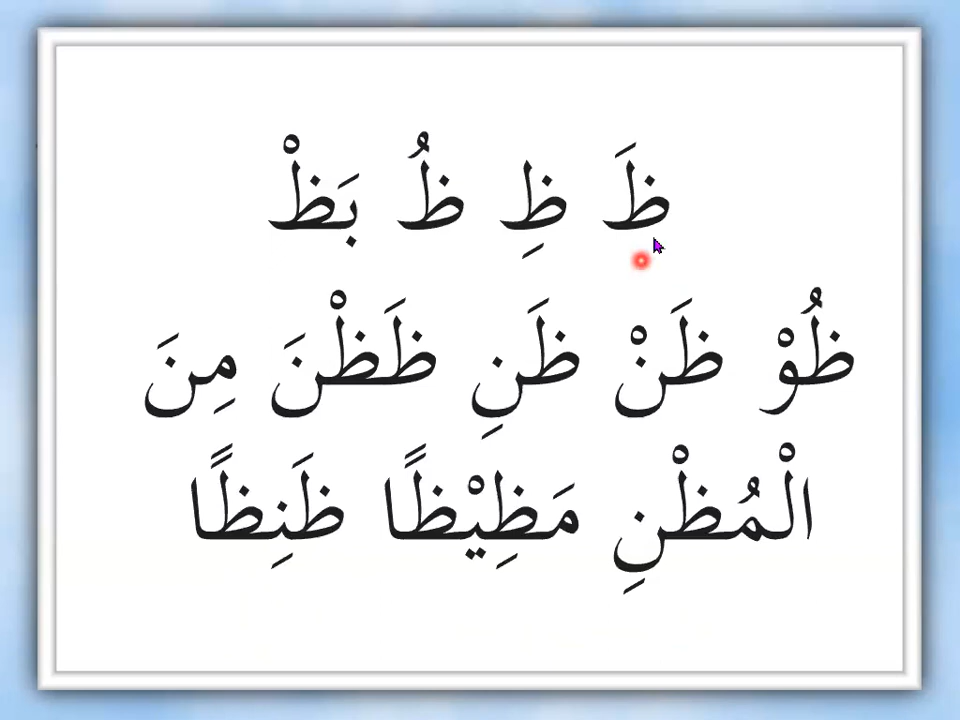 ظَ ظِ ظُ بَظْ
ظُوْ ظَنْ ظَنِ ظَظْنَ مِنَ
الْمُظْنِ مَظِيْظًا ظَنِظًا